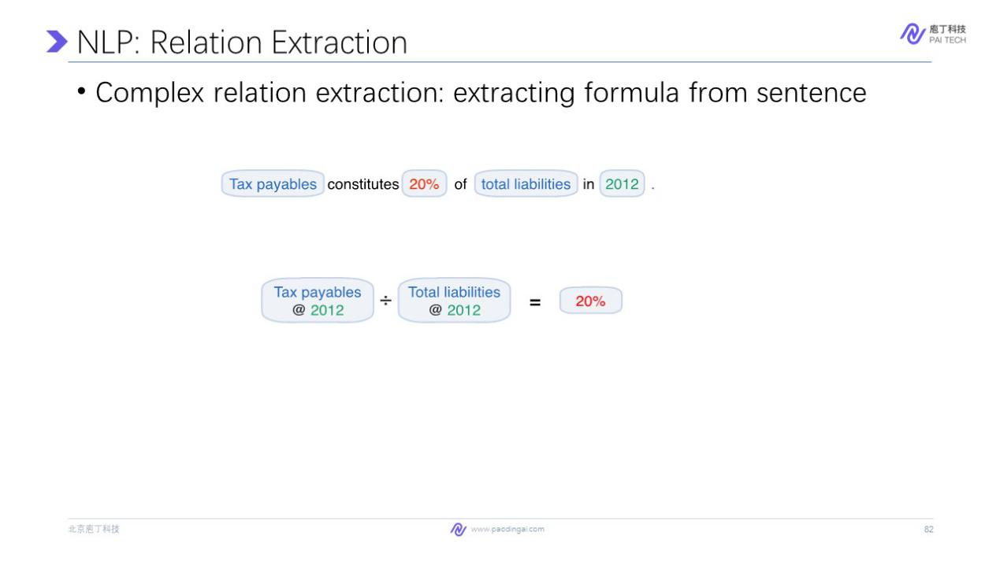 NLP: Relation Extraction
庖丁科技
PAI TECH
• Complex relation extraction: extracting formula from sentence
Tax payables constitutes 20% of total liabilities in 2012 .
Tax payables @ 2012 ÷ Total liabilities @ 2012 = 20%
北京庖丁科技
www.paodingai.com
82